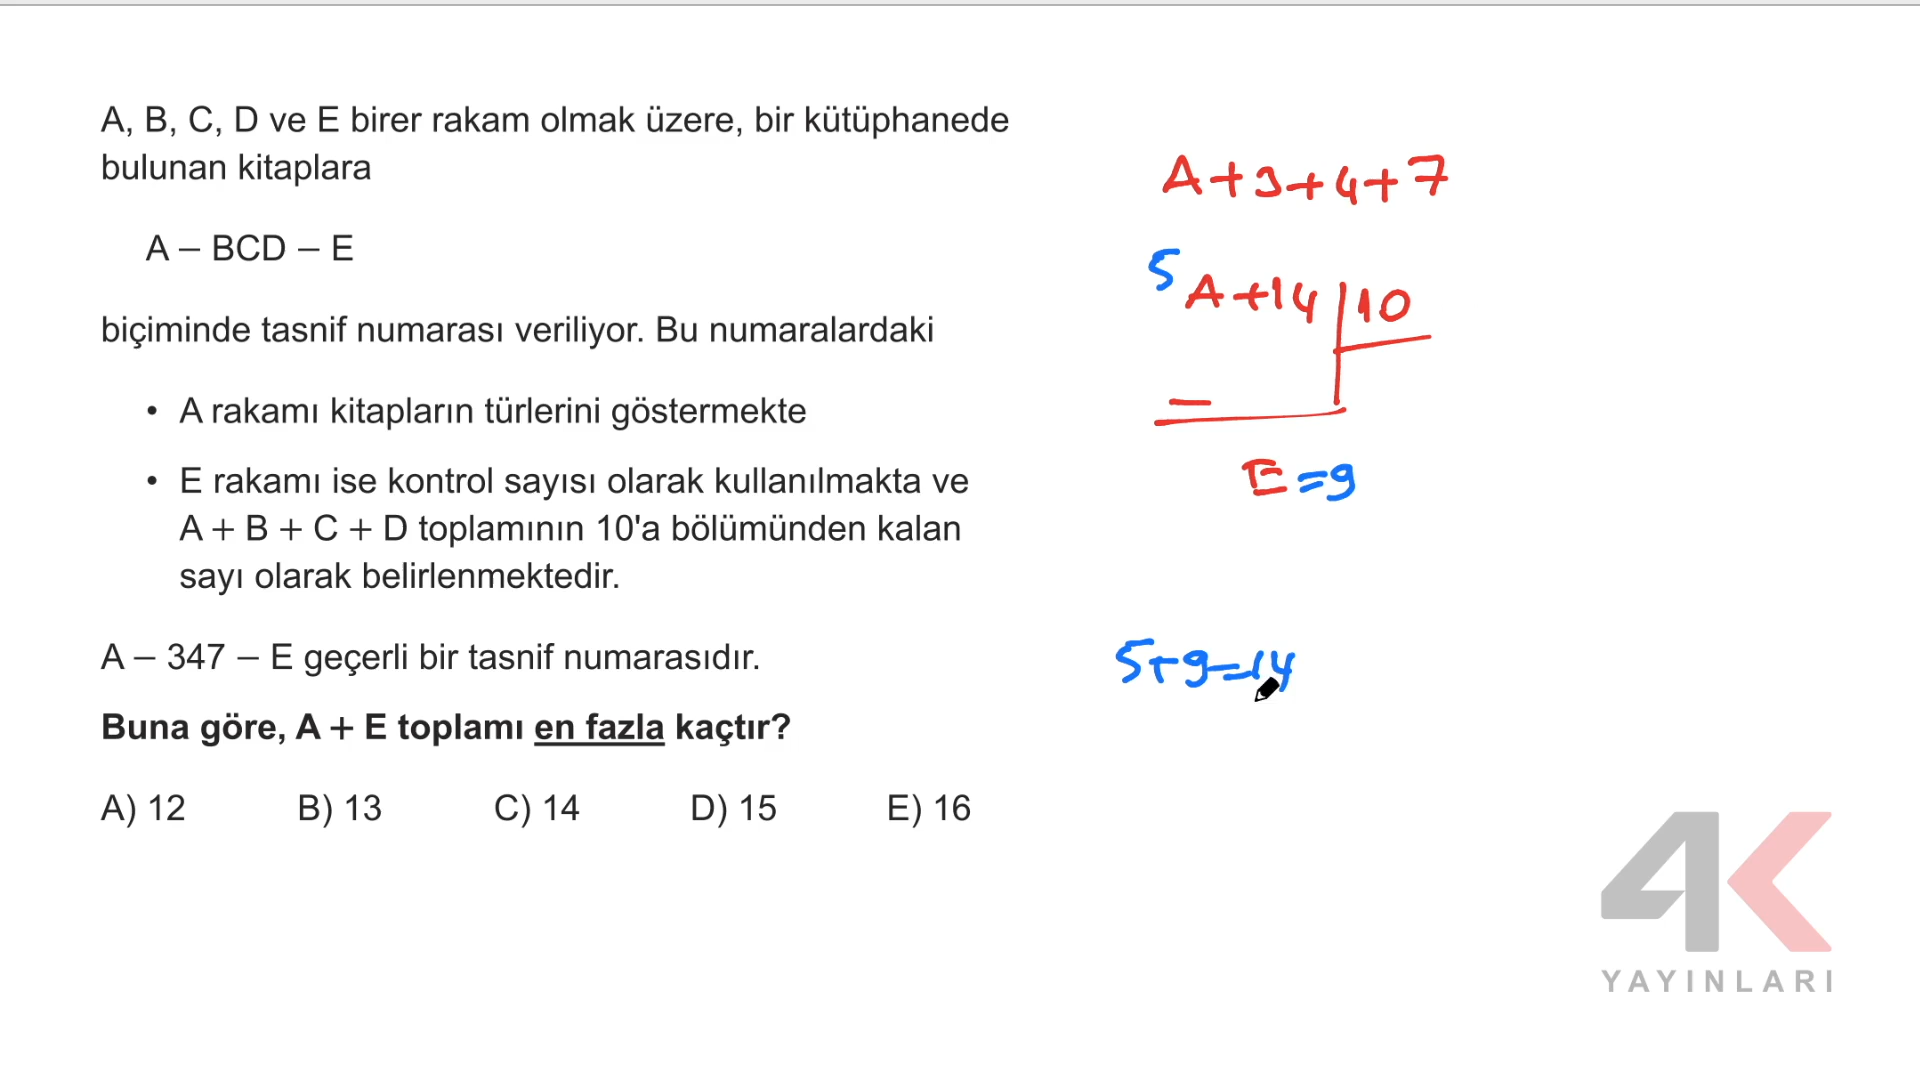 A, B, C, D ve E birer rakam olmak üzere, bir kütüphanede
bulunan kitaplara
A – BCD – E
biçiminde tasnif numarası veriliyor. Bu numaralardaki
• A rakamı kitapların türlerini göstermekte
• E rakamı ise kontrol sayısı olarak kullanılmakta ve
A + B + C + D toplamının 10'a bölümünden kalan
sayı olarak belirlenmektedir.
A – 347 – E geçerli bir tasnif numarasıdır.
Buna göre, A + E toplamı en fazla kaçtır?
A) 12 B) 13 C) 14 D) 15 E) 16
A+3+4+7
5
A+14 10
E=9
5+9=14
4K
YAYINLARI